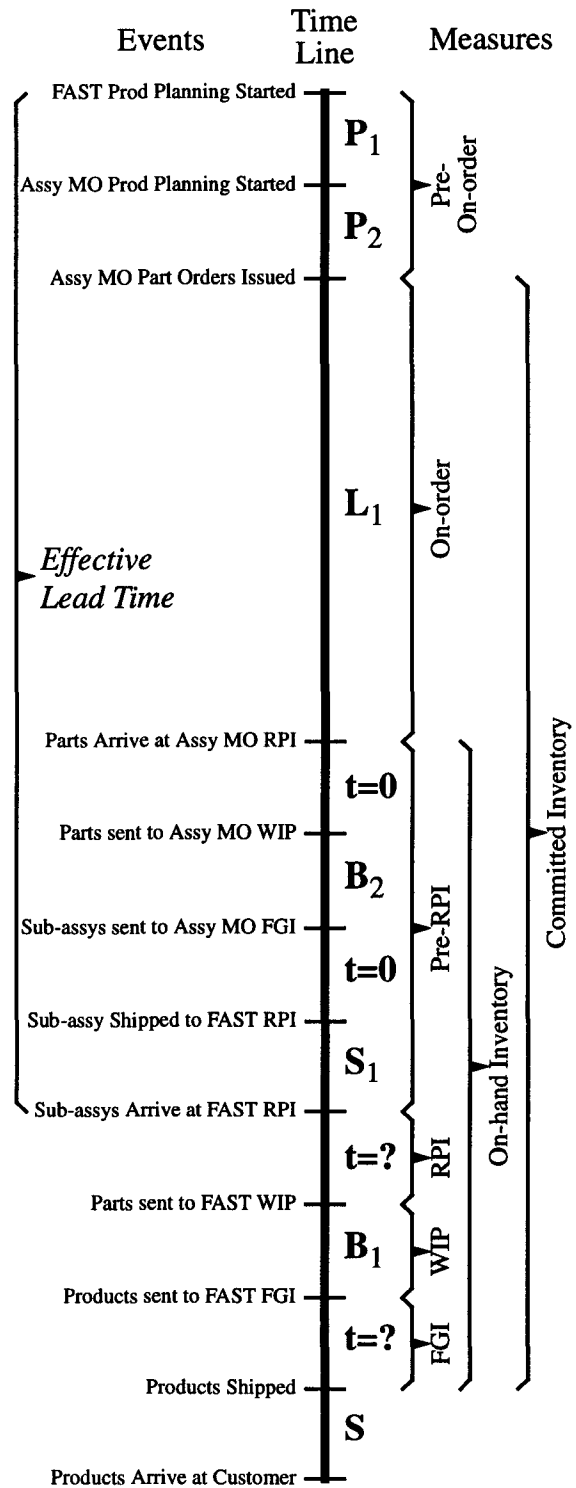 Events
Time
Line
Measures
FAST Prod Planning Started
P1
Assy MO Prod Planning Started
Pre-
On-order
P2
Assy MO Part Orders Issued
L1
On-order
Effective
Lead Time
Parts Arrive at Assy MO RPI
t=0
Parts sent to Assy MO WIP
Committed Inventory
B2
Sub-assys sent to Assy MO FGI
Pre-RPI
t=0
Sub-assy Shipped to FAST RPI
On-hand Inventory
S1
Sub-assys Arrive at FAST RPI
t=?
RPI
Parts sent to FAST WIP
B1
WIP
Products sent to FAST FGI
t=?
FGI
Products Shipped
S
Products Arrive at Customer